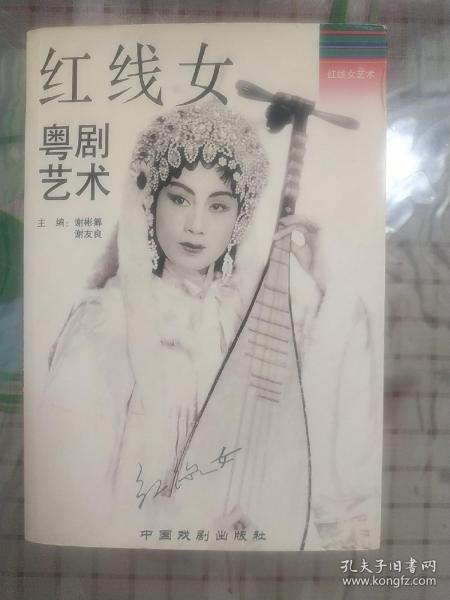 红线女
红线女艺术
粤剧
艺术
主 编：谢彬筹
谢友良
红线女
中国戏剧出版社
孔夫子旧书网
www.kongfz.com